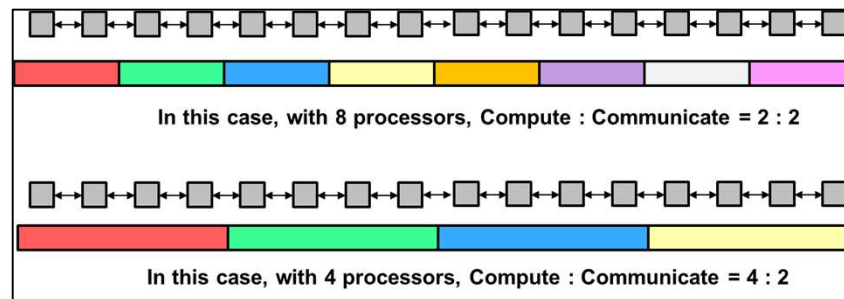 In this case, with 8 processors, Compute : Communicate = 2 : 2
In this case, with 4 processors, Compute : Communicate = 4 : 2